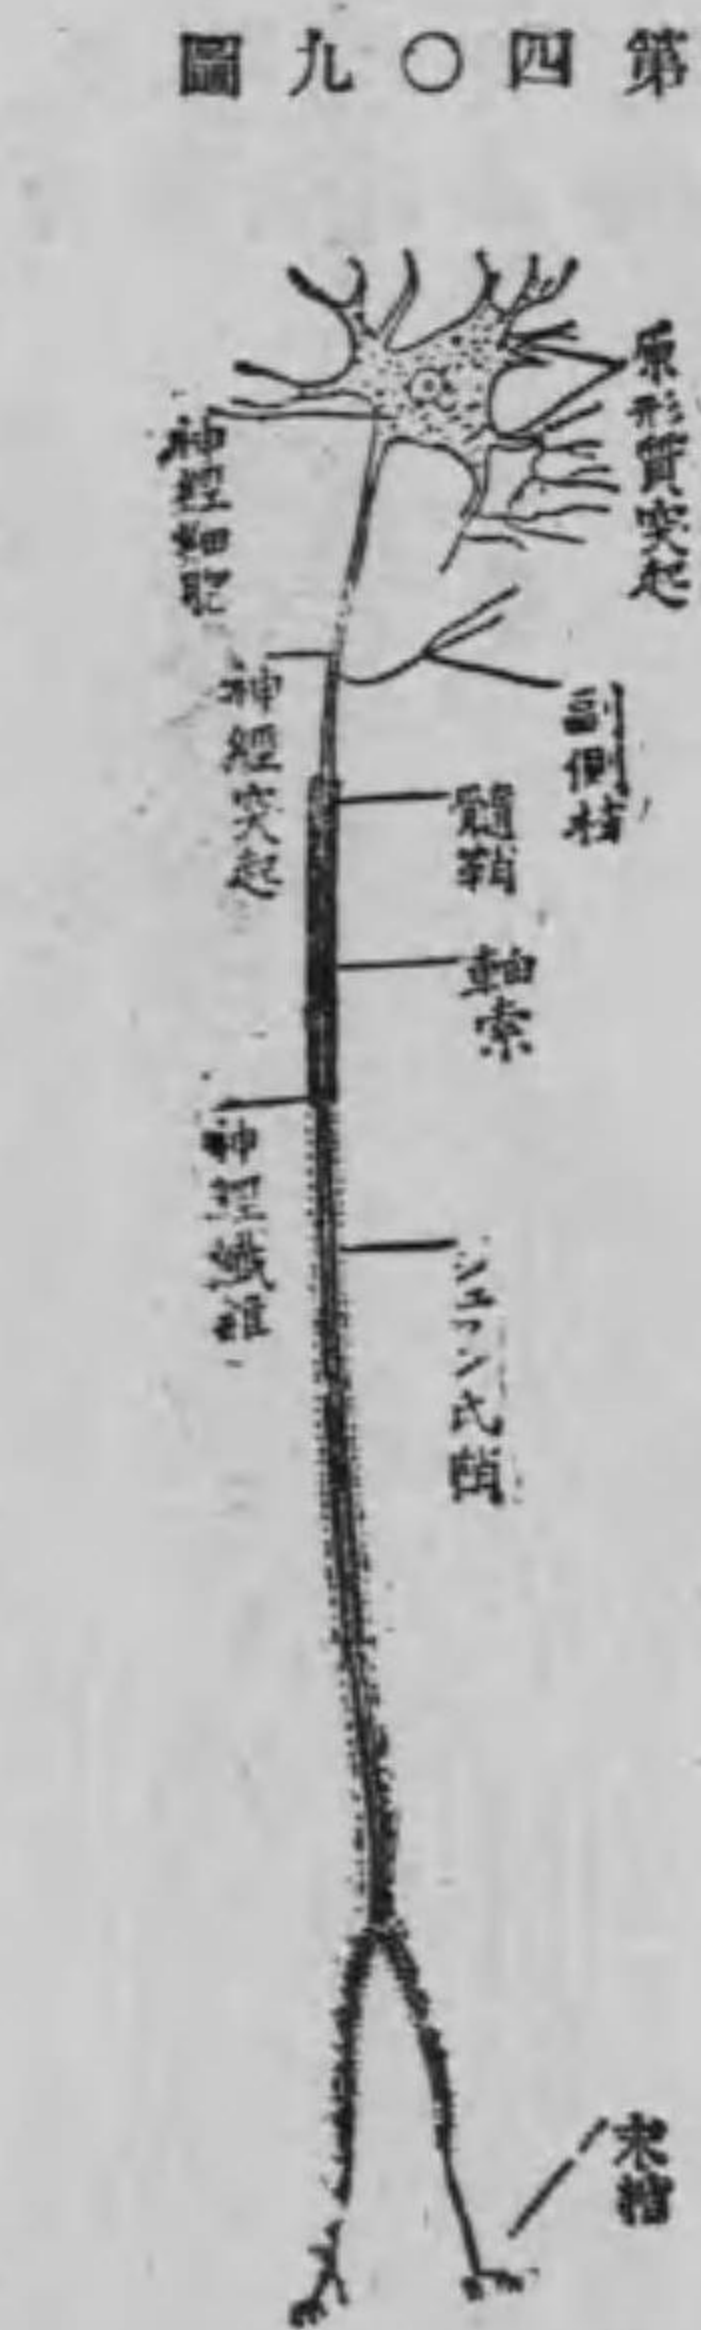 第四〇九圖
原形質突起
神經細胞
副側枝
神經突起
髓鞘
軸索
神經纖維
シュワン氏鞘
末梢